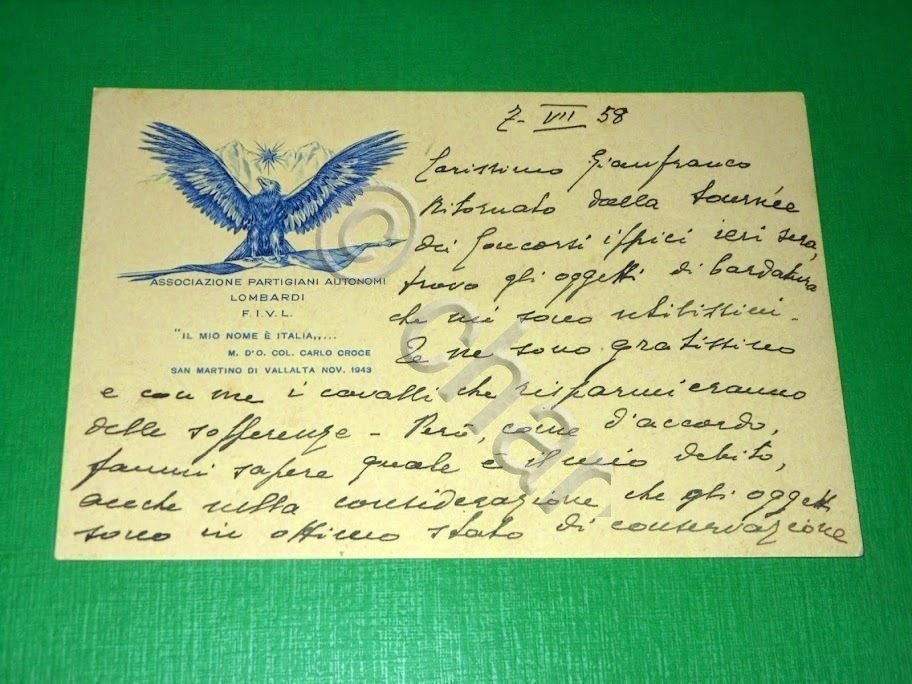 7 - VII 58
ASSOCIAZIONE PARTIGIANI AUTONOMI
LOMBARDI
F.I.V.L.
"IL MIO NOME È ITALIA,,...
M. D'O. COL. CARLO CROCE
SAN MARTINO DI VALLALTA NOV. 1943
Carissimo Gianfranco
Ritornato dalla tournée
dei Concorsi ippici ieri sera,
trovo gli oggetti di bardatura
che mi sono utilissimi.
Te ne sono gratissimo
e con me i cavalli che risparmieranno
delle sofferenze - Però, come d'accordo,
fammi sapere quale è il mio debito,
anche nella considerazione che gli oggetti
sono in ottimo stato di conservazione
© char